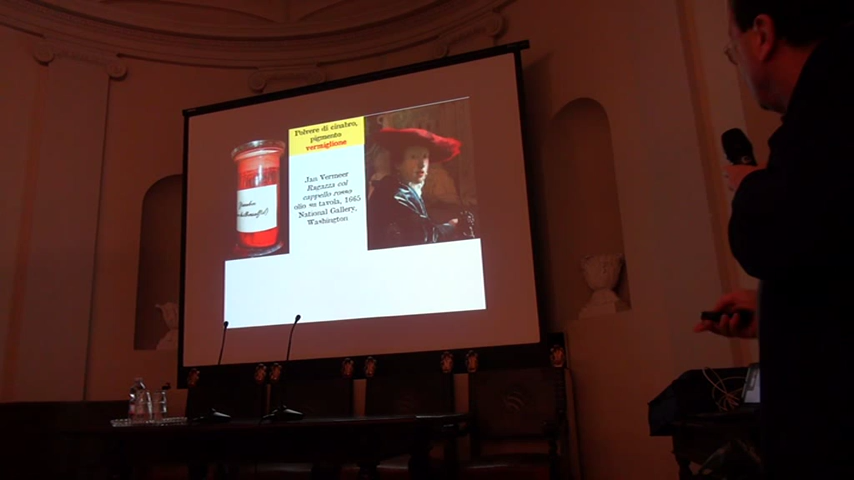 Polvere di cinabro,
pigmento
vermiglione
Jan Vermeer
Ragazza col
cappello rosso
olio su tavola, 1665
National Gallery,
Washington